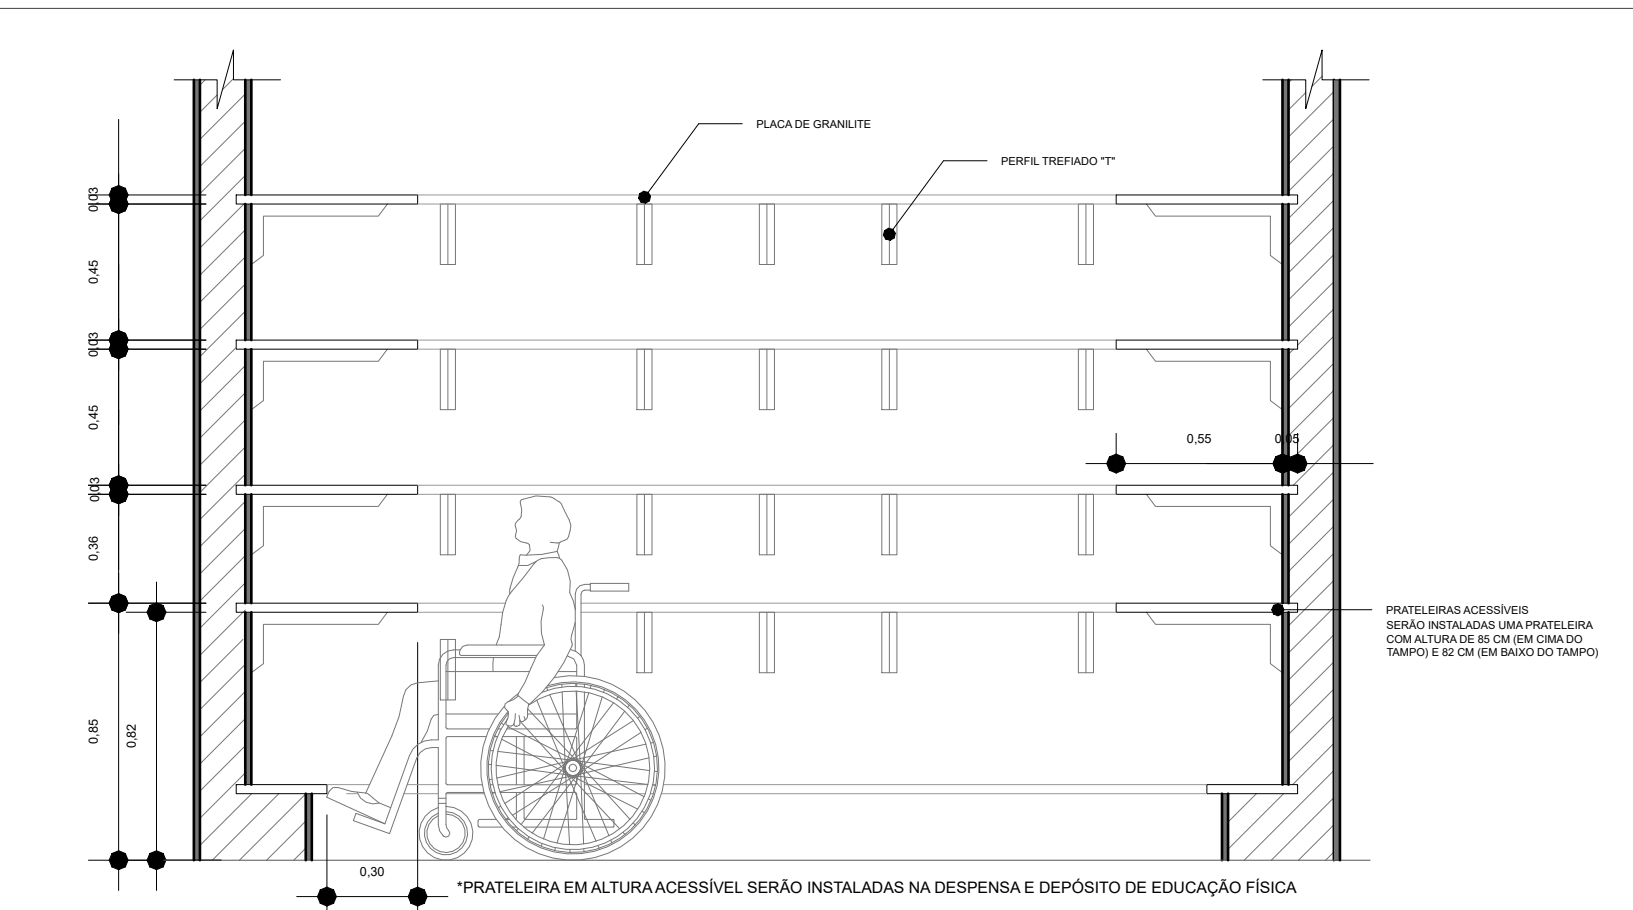 PLACA DE GRANILITE
PERFIL TREFIADO "T"
0,03
0,45
0,03
0,45
0,55
0,05
0,03
0,36
PRATELEIRAS ACESSÍVEIS
SERÃO INSTALADAS UMA PRATELEIRA
COM ALTURA DE 85 CM (EM CIMA DO
TAMPO) E 82 CM (EM BAIXO DO TAMPO)
0,85
0,82
0,30
*PRATELEIRA EM ALTURA ACESSÍVEL SERÃO INSTALADAS NA DESPENSA E DEPÓSITO DE EDUCAÇÃO FÍSICA